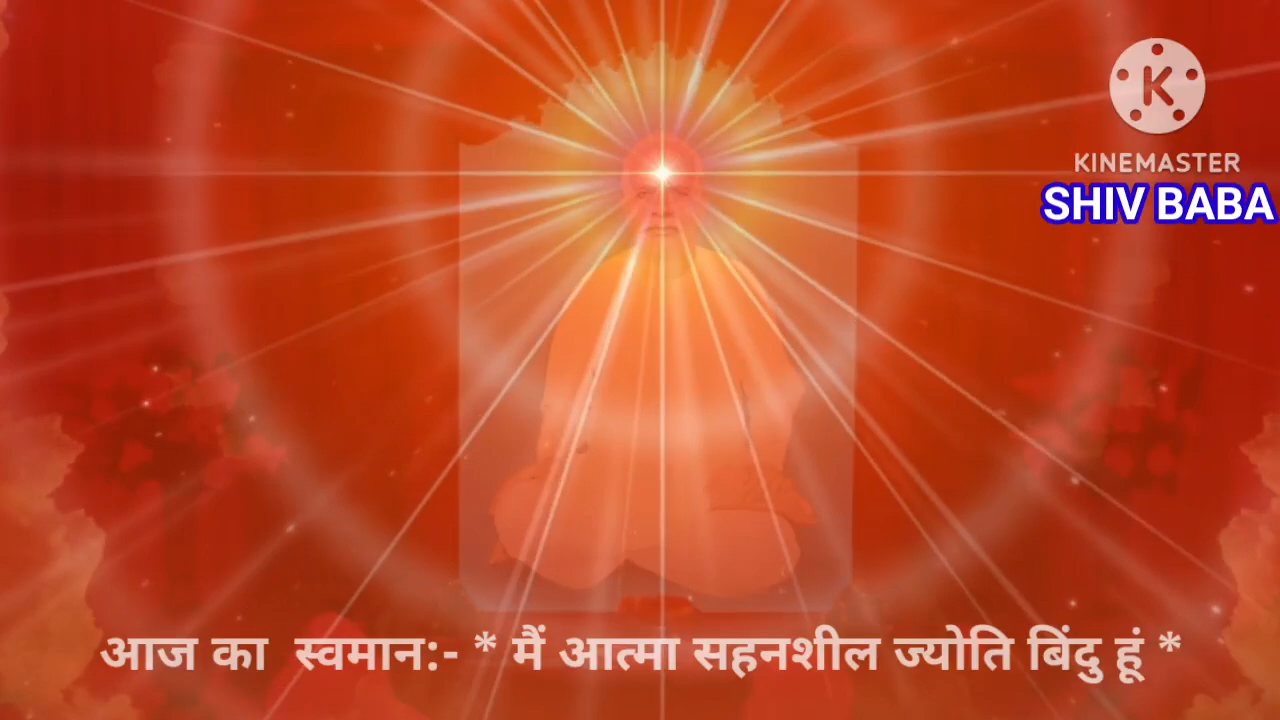 KINEMASTER
SHIV BABA
आज का स्वमान:- * मैं आत्मा सहनशील ज्योति बिंदु हूं *